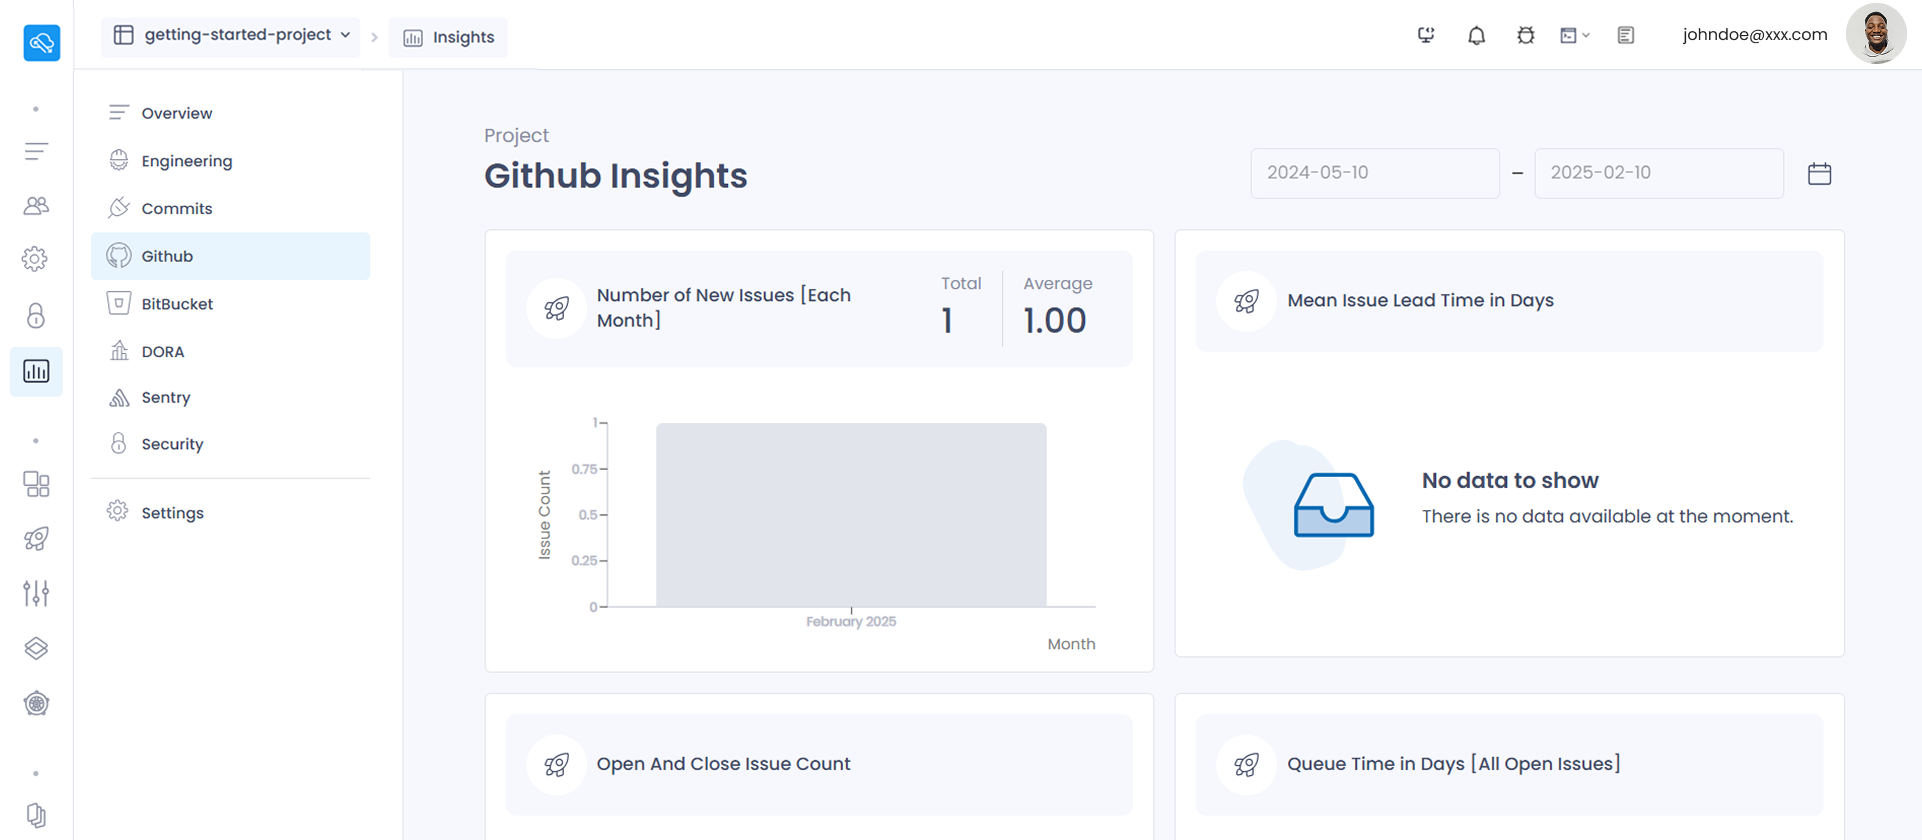 getting-started-project
Insights
johndoe@xxx.com
Overview
Engineering
Commits
Github
BitBucket
DORA
Sentry
Security
Settings
Project
Github Insights
2024-05-10
–
2025-02-10
Number of New Issues [Each
Month]
Total
1
Average
1.00
Issue Count
1
0.75
0.5
0.25
0
February 2025
Month
Mean Issue Lead Time in Days
No data to show
There is no data available at the moment.
Open And Close Issue Count
Queue Time in Days [All Open Issues]